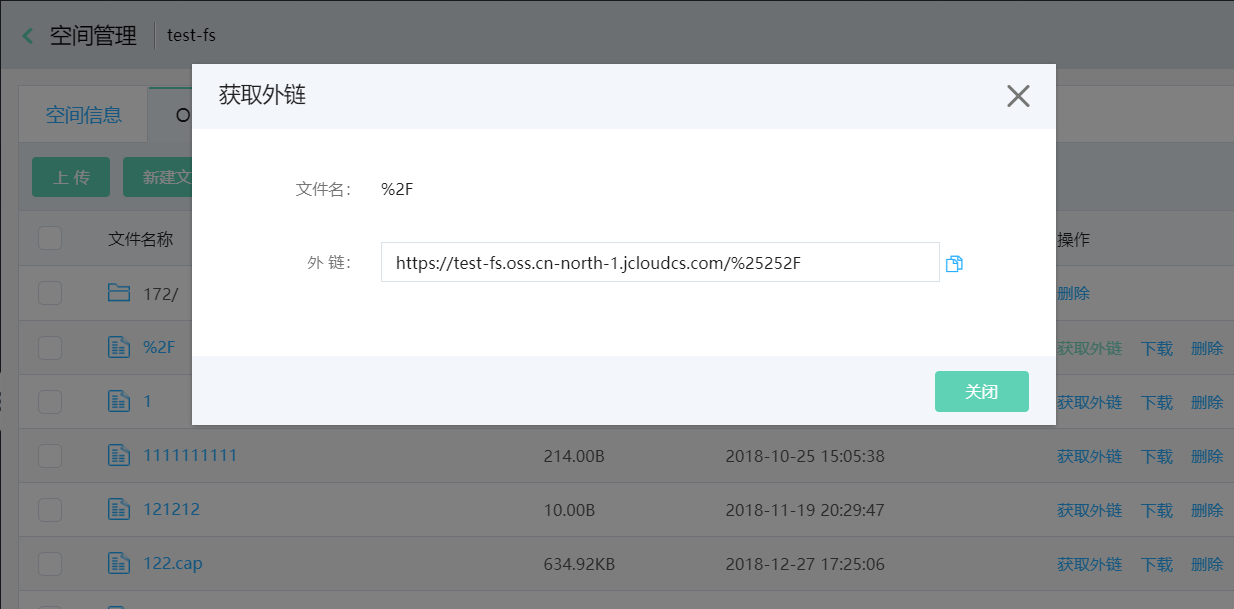 空间管理 test-fs
获取外链
空间信息 O
上 传 新建文
文件名: %2F
文件名称 操作
外 链: https://test-fs.oss.cn-north-1.jcloudcs.com/%25252F
172/ 删除
%2F 获取外链 下载 删除
关闭
1 获取外链 下载 删除
1111111111 214.00B 2018-10-25 15:05:38 获取外链 下载 删除
121212 10.00B 2018-11-19 20:29:47 获取外链 下载 删除
122.cap 634.92KB 2018-12-27 17:25:06 获取外链 下载 删除